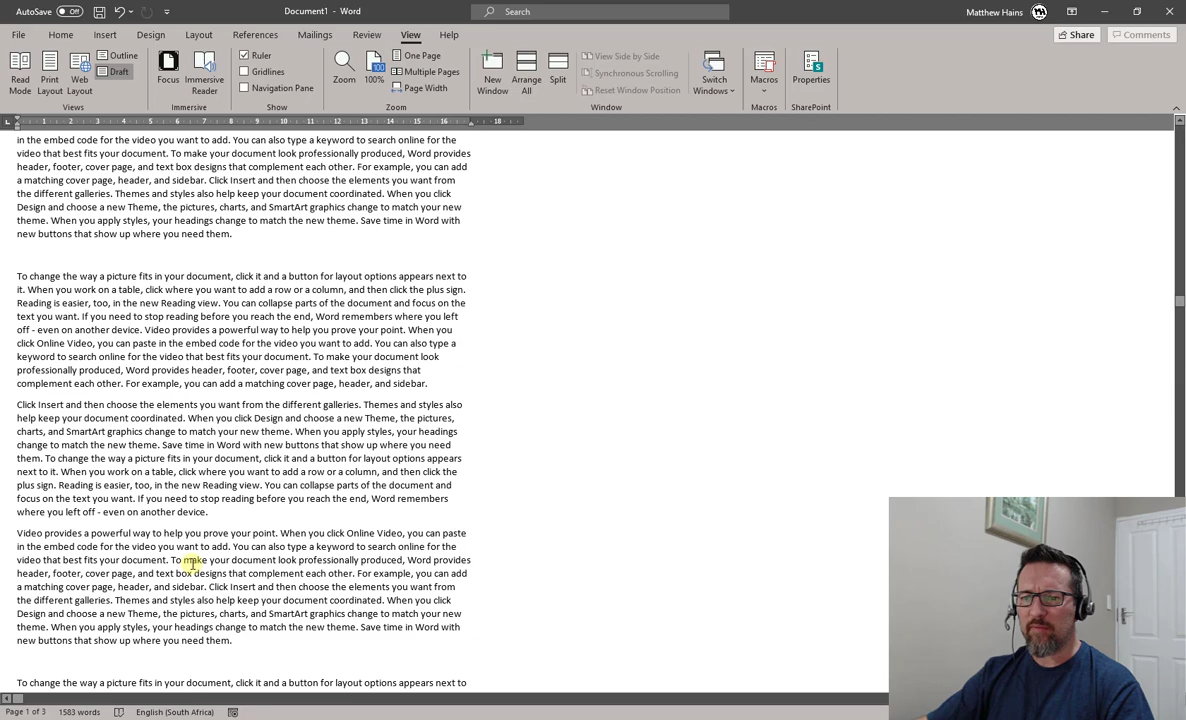 AutoSave Off Document1 - Word Search Matthew Hains
File Home Insert Design Layout References Mailings Review View Help Share Comments
Read Mode
Print Layout
Web Layout
Outline
Draft
Views
Focus
Immersive Reader
Immersive
Ruler
Gridlines
Navigation Pane
Show
Zoom
100
100%
One Page
Multiple Pages
Page Width
Zoom
New Window
Arrange All
Split
View Side by Side
Synchronous Scrolling
Reset Window Position
Switch Windows
Window
Macros
Macros
Properties
SharePoint
1 2 3 4 5 6 7 8 9 10 11 12 13 14 15 16 18
in the embed code for the video you want to add. You can also type a keyword to search online for the
video that best fits your document. To make your document look professionally produced, Word provides
header, footer, cover page, and text box designs that complement each other. For example, you can add
a matching cover page, header, and sidebar. Click Insert and then choose the elements you want from
the different galleries. Themes and styles also help keep your document coordinated. When you click
Design and choose a new Theme, the pictures, charts, and SmartArt graphics change to match your new
theme. When you apply styles, your headings change to match the new theme. Save time in Word with
new buttons that show up where you need them.
To change the way a picture fits in your document, click it and a button for layout options appears next to
it. When you work on a table, click where you want to add a row or a column, and then click the plus sign.
Reading is easier, too, in the new Reading view. You can collapse parts of the document and focus on the
text you want. If you need to stop reading before you reach the end, Word remembers where you left
off - even on another device. Video provides a powerful way to help you prove your point. When you
click Online Video, you can paste in the embed code for the video you want to add. You can also type a
keyword to search online for the video that best fits your document. To make your document look
professionally produced, Word provides header, footer, cover page, and text box designs that
complement each other. For example, you can add a matching cover page, header, and sidebar.
Click Insert and then choose the elements you want from the different galleries. Themes and styles also
help keep your document coordinated. When you click Design and choose a new Theme, the pictures,
charts, and SmartArt graphics change to match your new theme. When you apply styles, your headings
change to match the new theme. Save time in Word with new buttons that show up where you need
them. To change the way a picture fits in your document, click it and a button for layout options appears
next to it. When you work on a table, click where you want to add a row or a column, and then click the
plus sign. Reading is easier, too, in the new Reading view. You can collapse parts of the document and
focus on the text you want. If you need to stop reading before you reach the end, Word remembers
where you left off - even on another device.
Video provides a powerful way to help you prove your point. When you click Online Video, you can paste
in the embed code for the video you want to add. You can also type a keyword to search online for the
video that best fits your document. To make your document look professionally produced, Word provides
header, footer, cover page, and text box designs that complement each other. For example, you can add
a matching cover page, header, and sidebar. Click Insert and then choose the elements you want from
the different galleries. Themes and styles also help keep your document coordinated. When you click
Design and choose a new Theme, the pictures, charts, and SmartArt graphics change to match your new
theme. When you apply styles, your headings change to match the new theme. Save time in Word with
new buttons that show up where you need them.
To change the way a picture fits in your document, click it and a button for layout options appears next to
Page 1 of 3 1583 words English (South Africa)